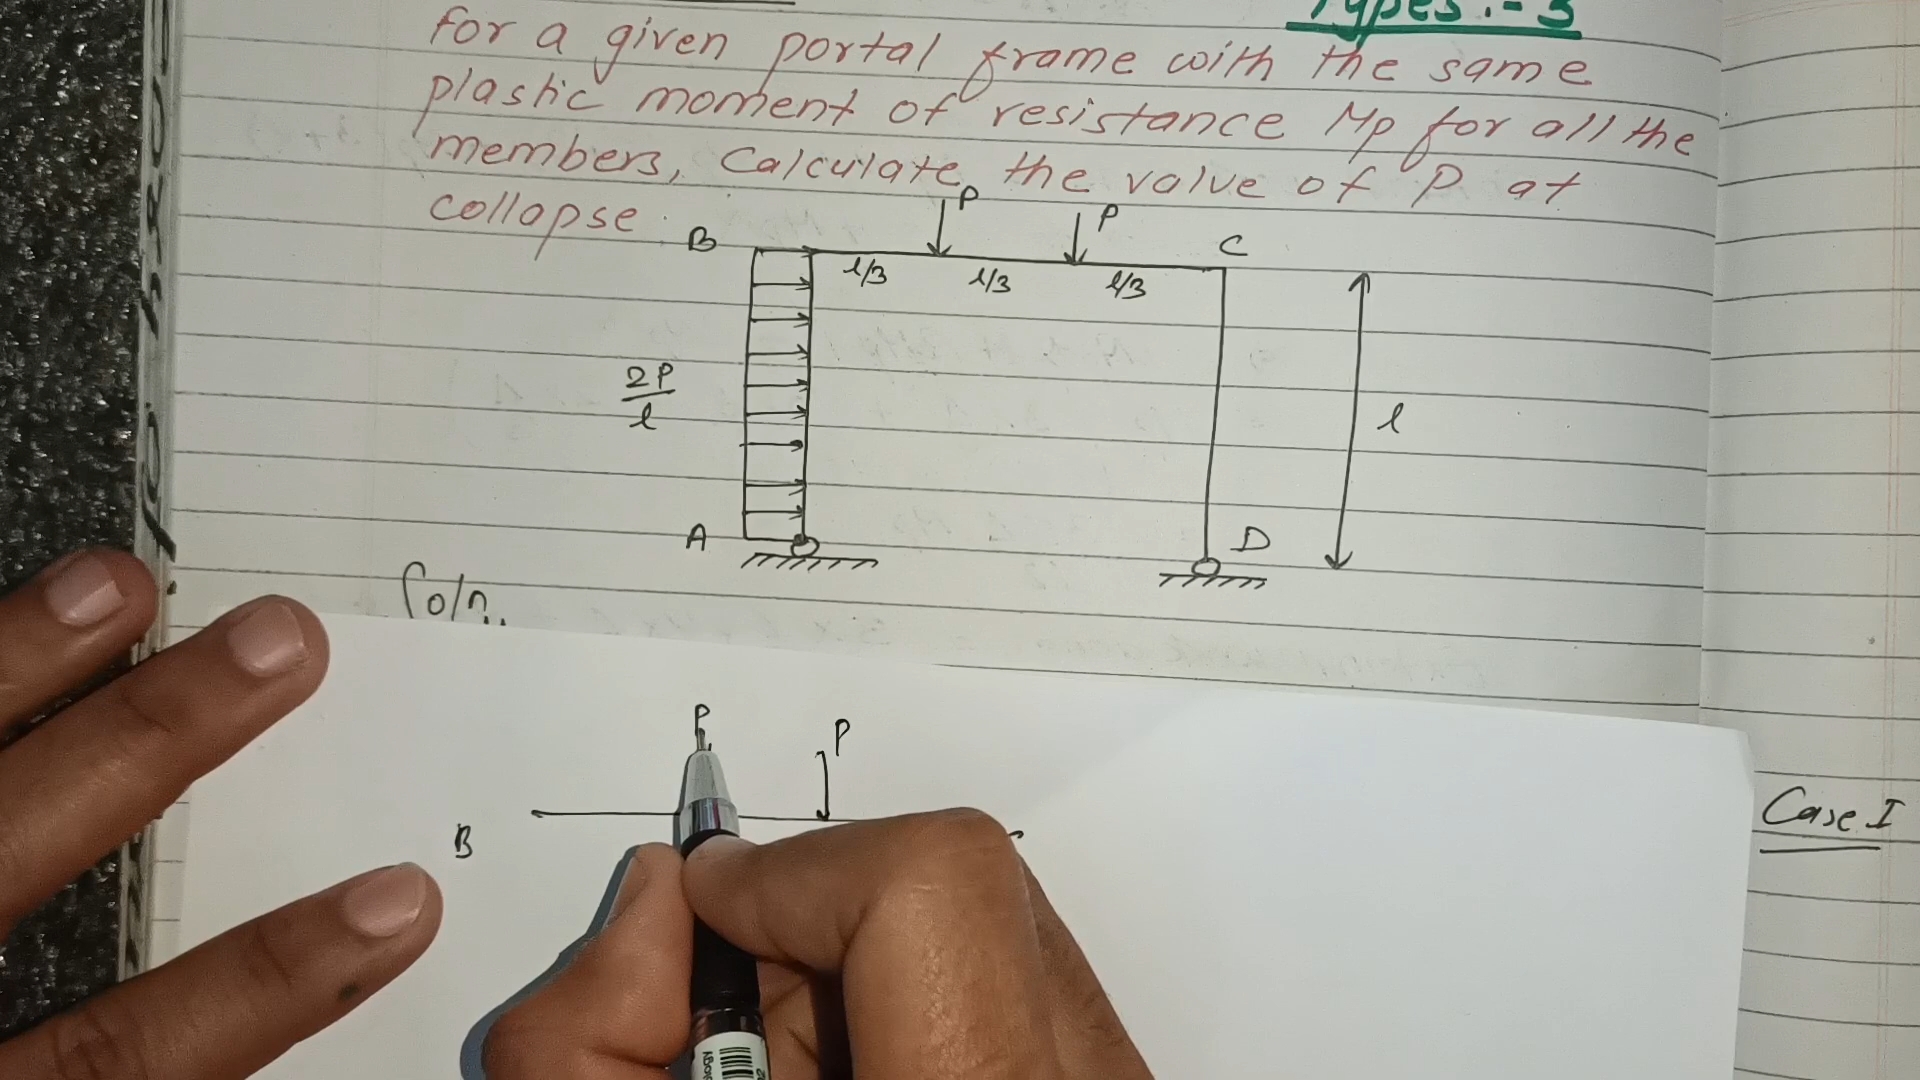 Types :- 3
For a given portal frame with the same
plastic moment of resistance Mp for all the
members, Calculate the value of P at
collapse.
P
P
B
C
l/3
l/3
l/3
2P
l
l
A
D
Soln
P
P
B
Case I